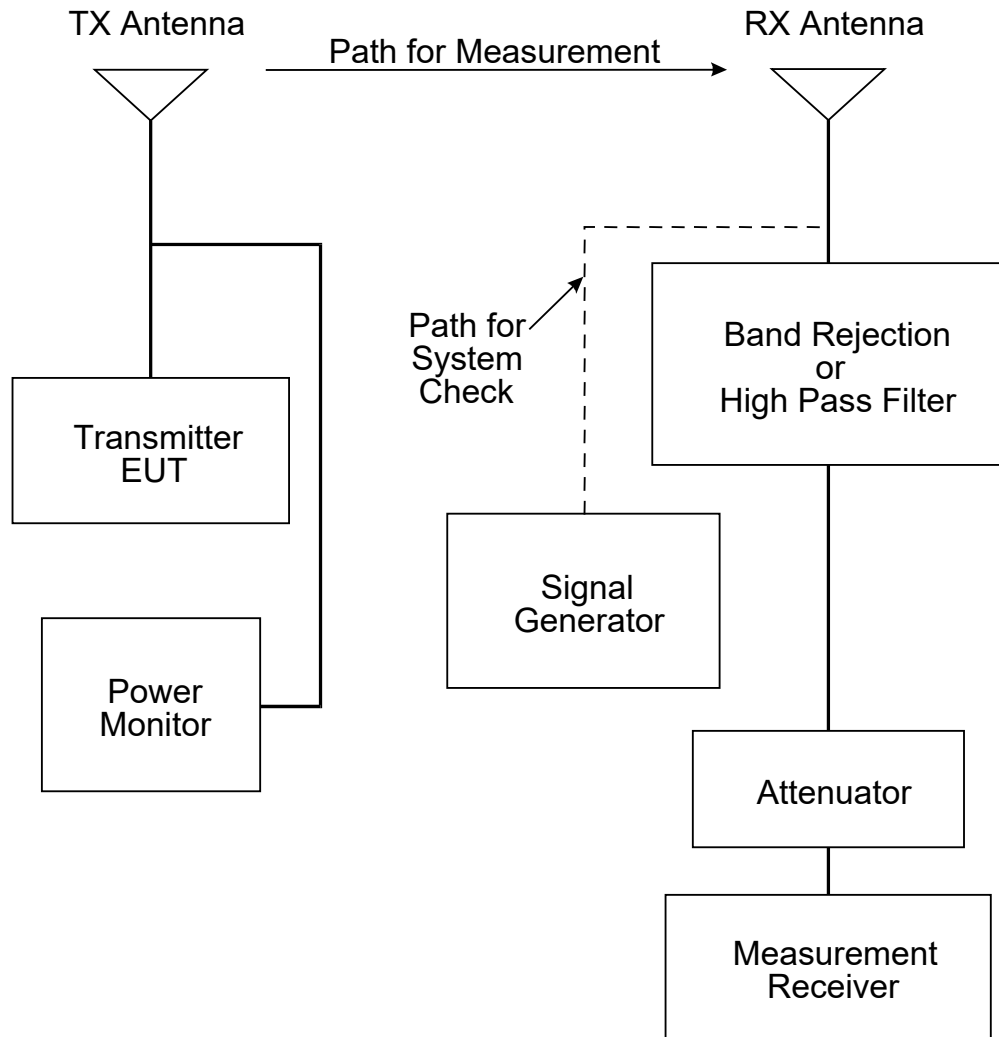 TX Antenna
RX Antenna
Path for Measurement
Path for
System
Check
Band Rejection
or
High Pass Filter
Transmitter
EUT
Signal
Generator
Power
Monitor
Attenuator
Measurement
Receiver